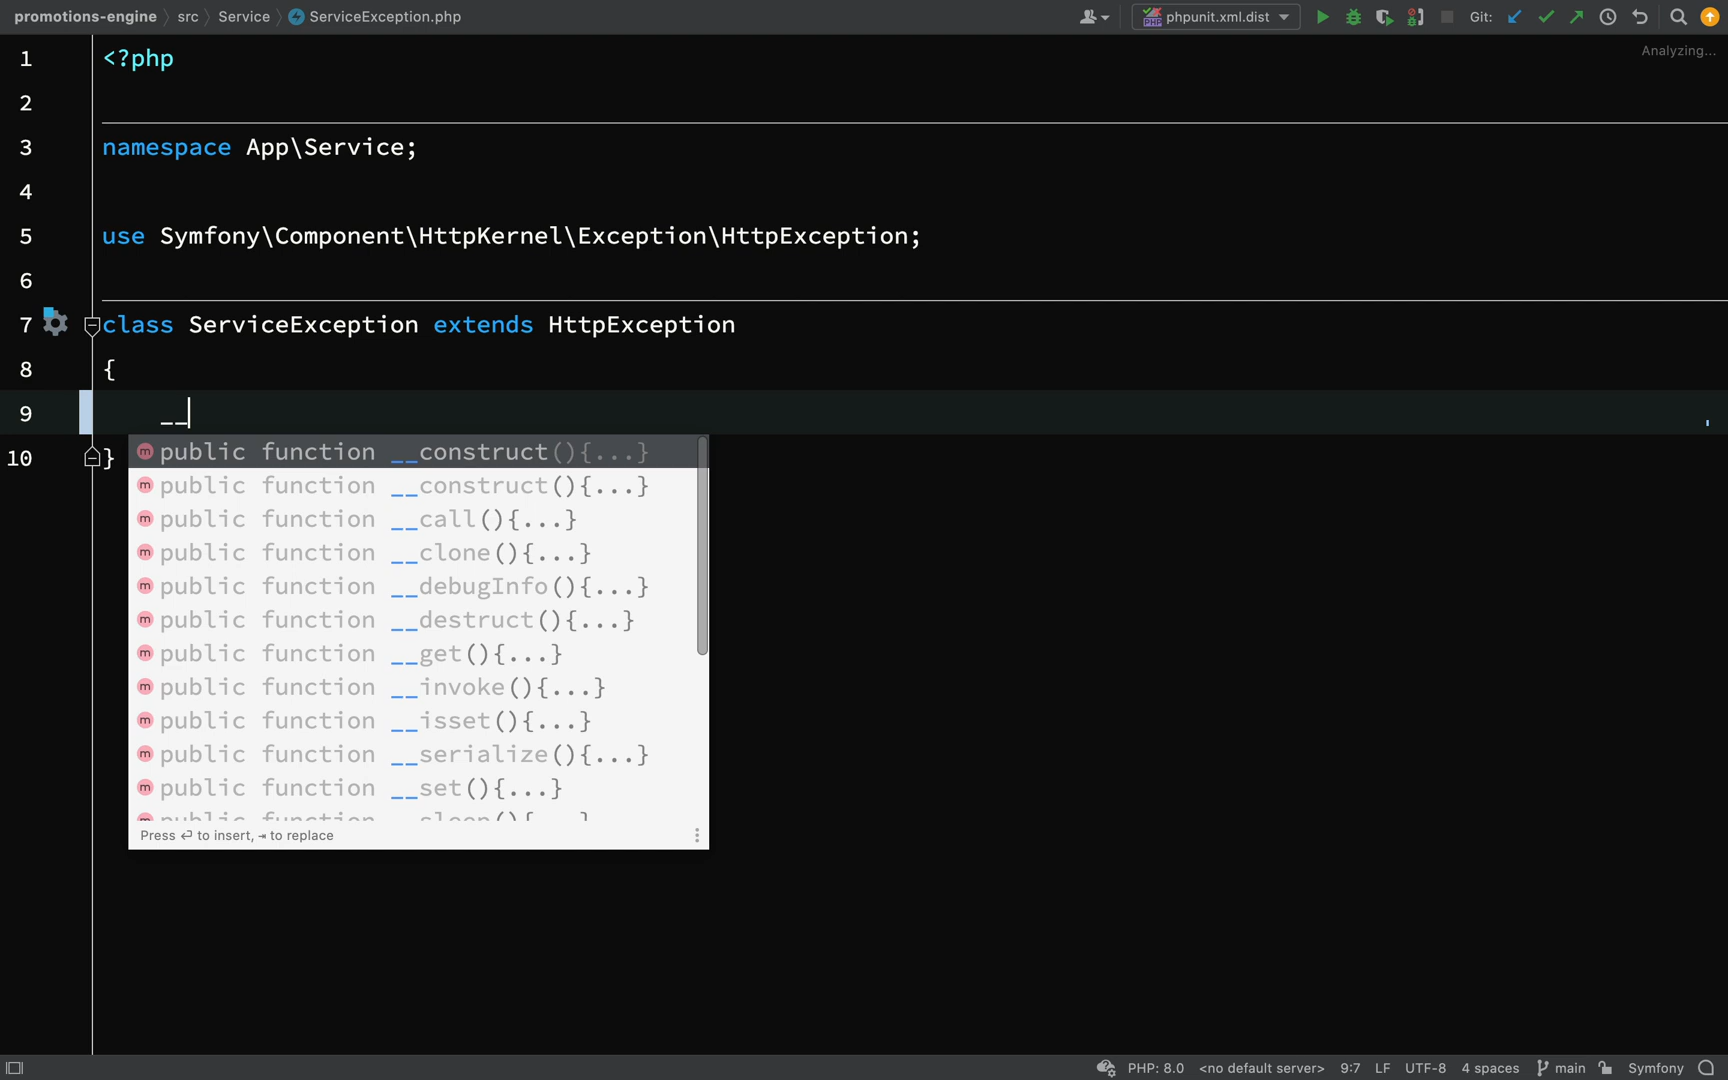 promotions-engine src Service ServiceException.php phpunit.xml.dist Git:
Analyzing...
1 <?php
2
3 namespace App\Service;
4
5 use Symfony\Component\HttpKernel\Exception\HttpException;
6
7 class ServiceException extends HttpException
8 {
9 __
10 }
public function __construct(){...}
public function __construct(){...}
public function __call(){...}
public function __clone(){...}
public function __debugInfo(){...}
public function __destruct(){...}
public function __get(){...}
public function __invoke(){...}
public function __isset(){...}
public function __serialize(){...}
public function __set(){...}
public function __sleep(){...}
Press ↵ to insert, ⇥ to replace
PHP: 8.0 <no default server> 9:7 LF UTF-8 4 spaces main Symfony